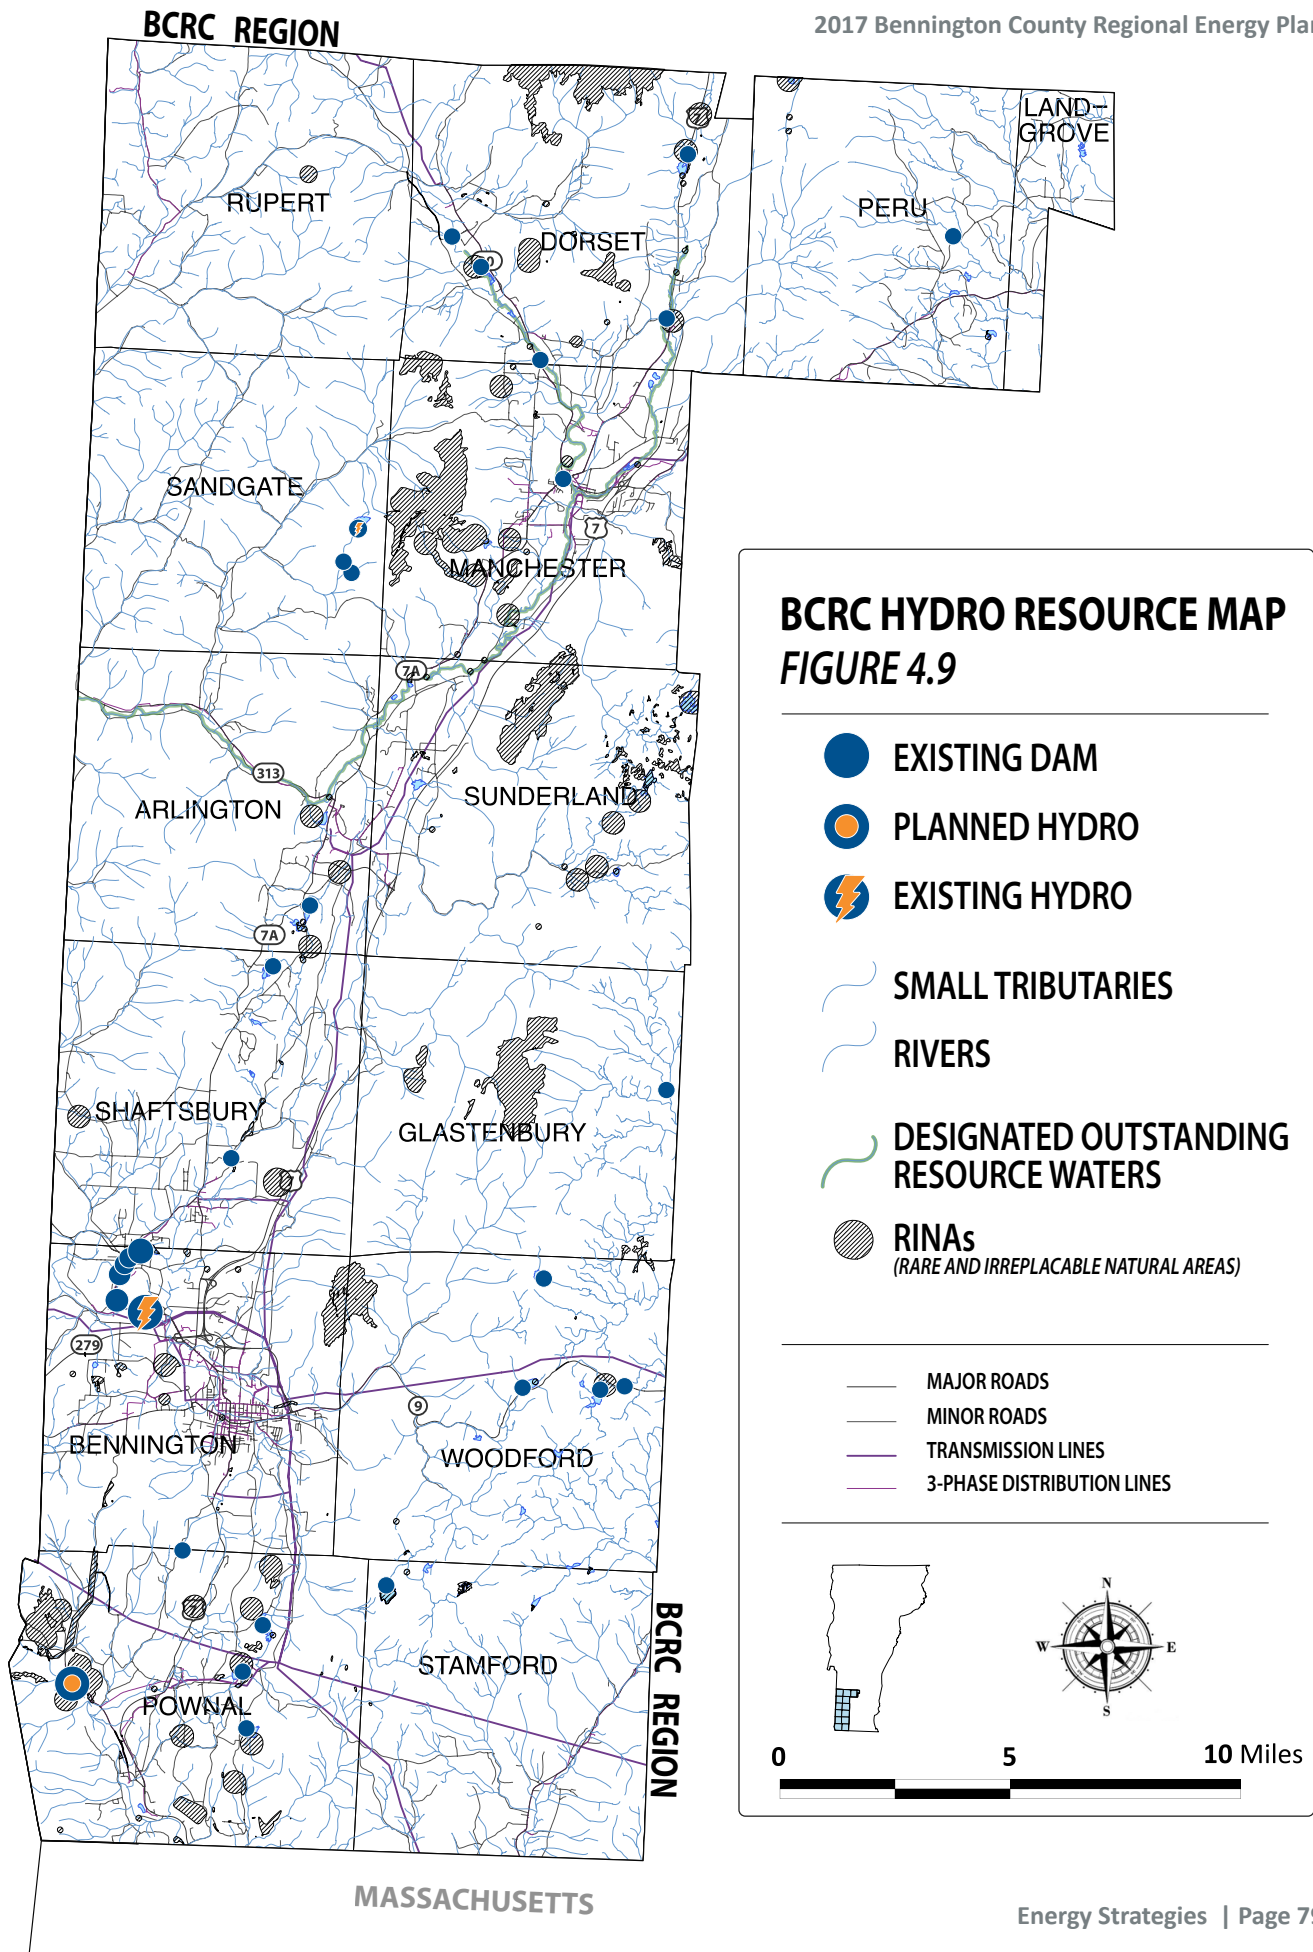 BCRC REGION
2017 Bennington County Regional Energy Plan
LAND-
GROVE
7
RUPERT
PERU
DORSET
SANDGATE
7
MANCHESTER
7A
313
ARLINGTON
SUNDERLAND
7A
SHAFTSBURY
GLASTENBURY
279
9
BENNINGTON
WOODFORD
7
STAMFORD
POWNAL
BCRC REGION
MASSACHUSETTS
BCRC HYDRO RESOURCE MAP
FIGURE 4.9
EXISTING DAM
PLANNED HYDRO
EXISTING HYDRO
SMALL TRIBUTARIES
RIVERS
DESIGNATED OUTSTANDING
RESOURCE WATERS
RINAs
(RARE AND IRREPLACABLE NATURAL AREAS)
MAJOR ROADS
MINOR ROADS
TRANSMISSION LINES
3-PHASE DISTRIBUTION LINES
N
W E
S
0 5 10 Miles
Energy Strategies | Page 79